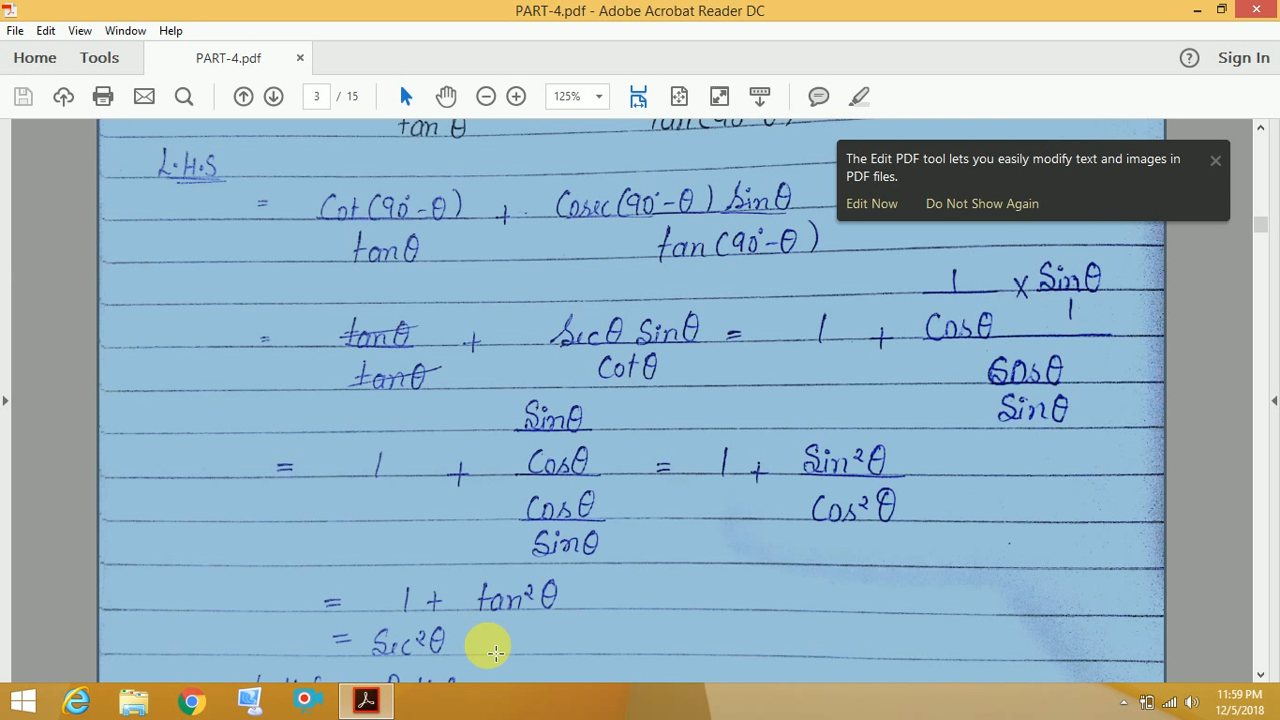 PART-4.pdf - Adobe Acrobat Reader DC
File Edit View Window Help
Home Tools PART-4.pdf × ? Sign In
3 / 15 125%
tan θ tan(90°-θ)
The Edit PDF tool lets you easily modify text and images in
PDF files.
Edit Now Do Not Show Again
L.H.S
= Cot(90°-θ) + Cosec(90°-θ) Sinθ
tanθ tan(90°-θ)
1 × Sinθ
= tanθ + Secθ Sinθ = 1 + Cosθ 1
tanθ Cotθ Cosθ
Sinθ Sinθ
= 1 + Cosθ = 1 + Sin²θ
Cosθ Cos²θ
Sinθ
= 1 + tan²θ
= Sec²θ
11:59 PM
12/5/2018